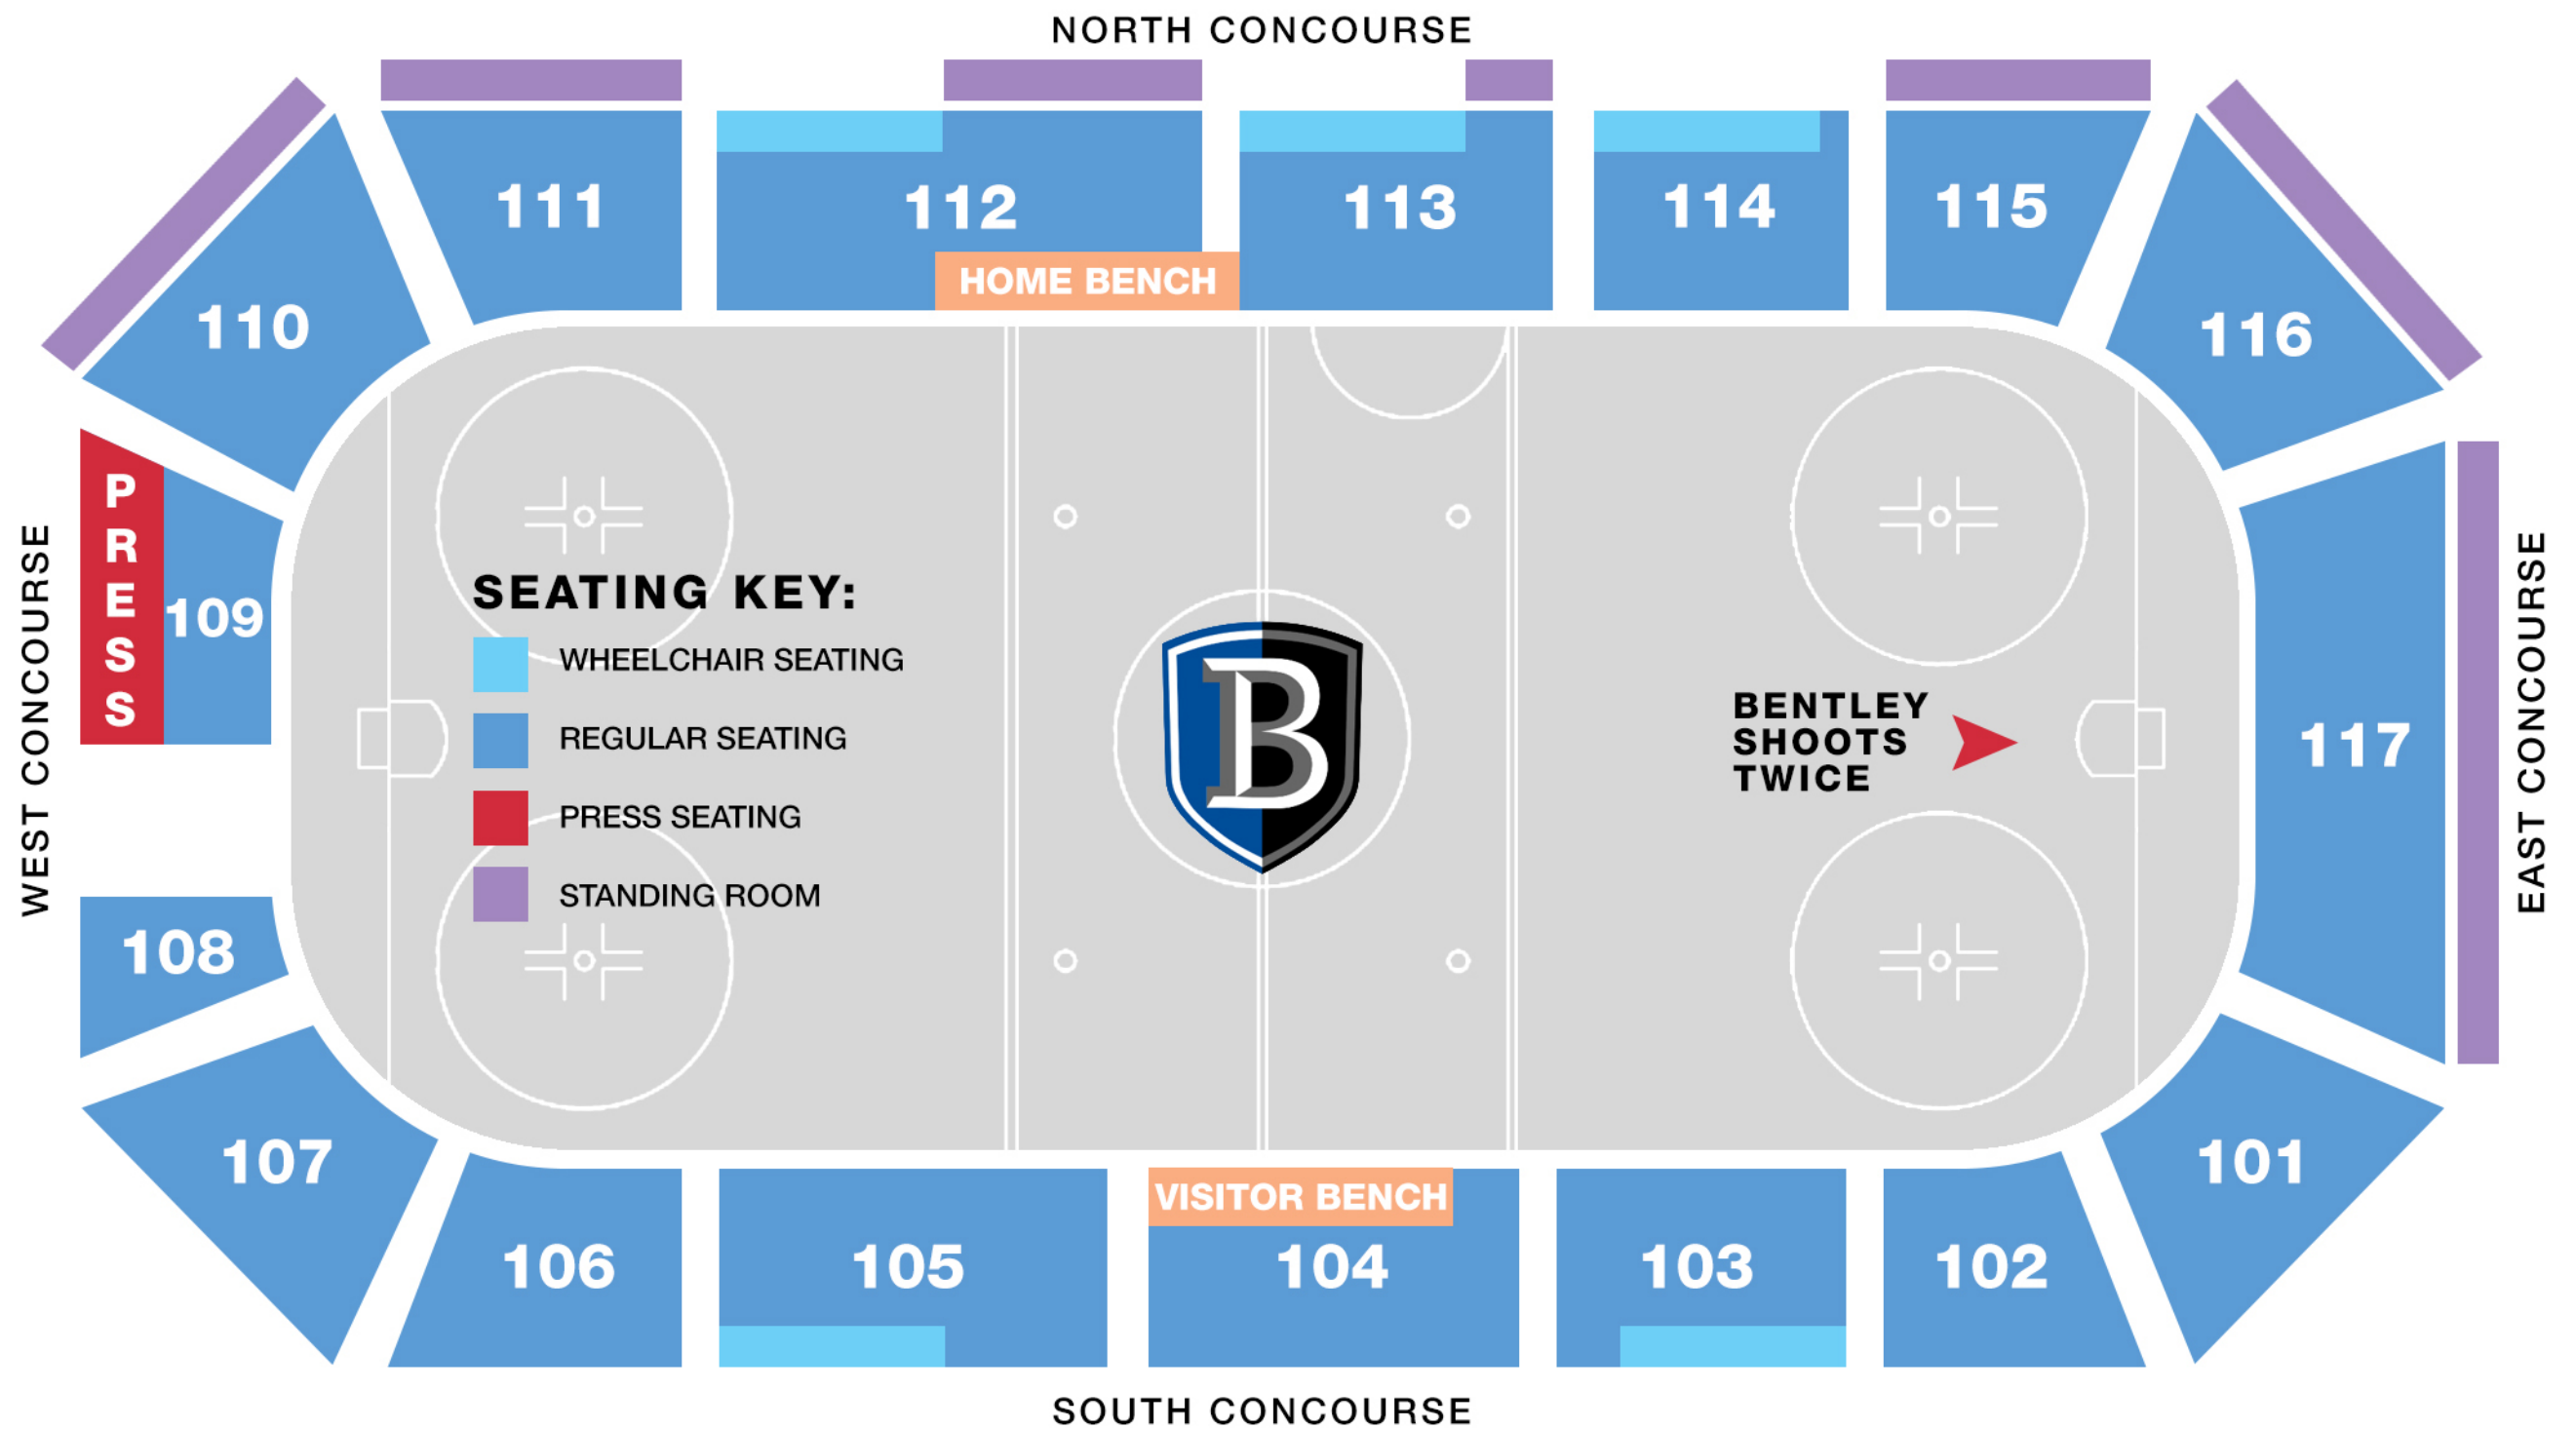 NORTH CONCOURSE
111
112
113
114
115
HOME BENCH
110
116
PRESS
109
WEST CONCOURSE
SEATING KEY:
WHEELCHAIR SEATING
REGULAR SEATING
PRESS SEATING
STANDING ROOM
B
BENTLEY
SHOOTS
TWICE
117
EAST CONCOURSE
108
107
101
VISITOR BENCH
106
105
104
103
102
SOUTH CONCOURSE